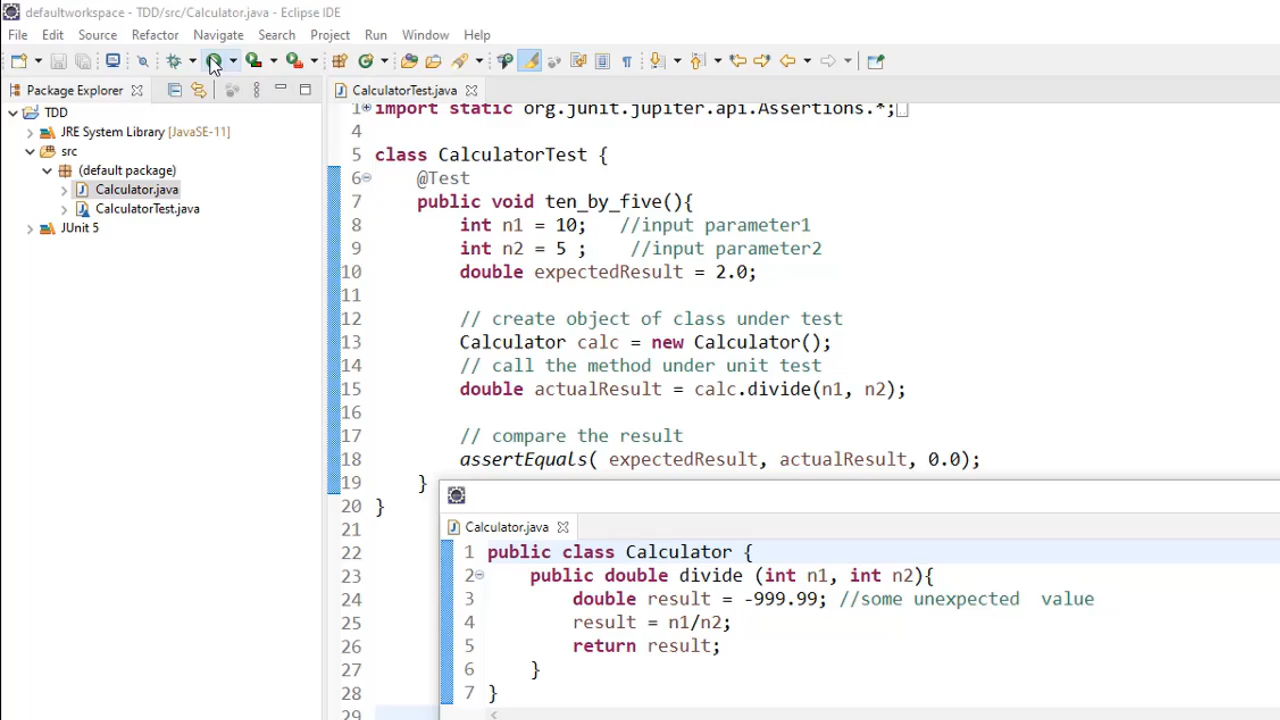 defaultworkspace - TDD/src/Calculator.java - Eclipse IDE
File Edit Source Refactor Navigate Search Project Run Window Help
Package Explorer
TDD
JRE System Library [JavaSE-11]
src
(default package)
Calculator.java
CalculatorTest.java
JUnit 5
CalculatorTest.java
1 import static org.junit.jupiter.api.Assertions.*;
4
5 class CalculatorTest {
6 @Test
7 public void ten_by_five(){
8 int n1 = 10; //input parameter1
9 int n2 = 5 ; //input parameter2
10 double expectedResult = 2.0;
11
12 // create object of class under test
13 Calculator calc = new Calculator();
14 // call the method under unit test
15 double actualResult = calc.divide(n1, n2);
16
17 // compare the result
18 assertEquals( expectedResult, actualResult, 0.0);
19 }
20 }
21
22
23
24
25
26
27
28
29
Calculator.java
1 public class Calculator {
2 public double divide (int n1, int n2){
3 double result = -999.99; //some unexpected  value
4 result = n1/n2;
5 return result;
6 }
7 }